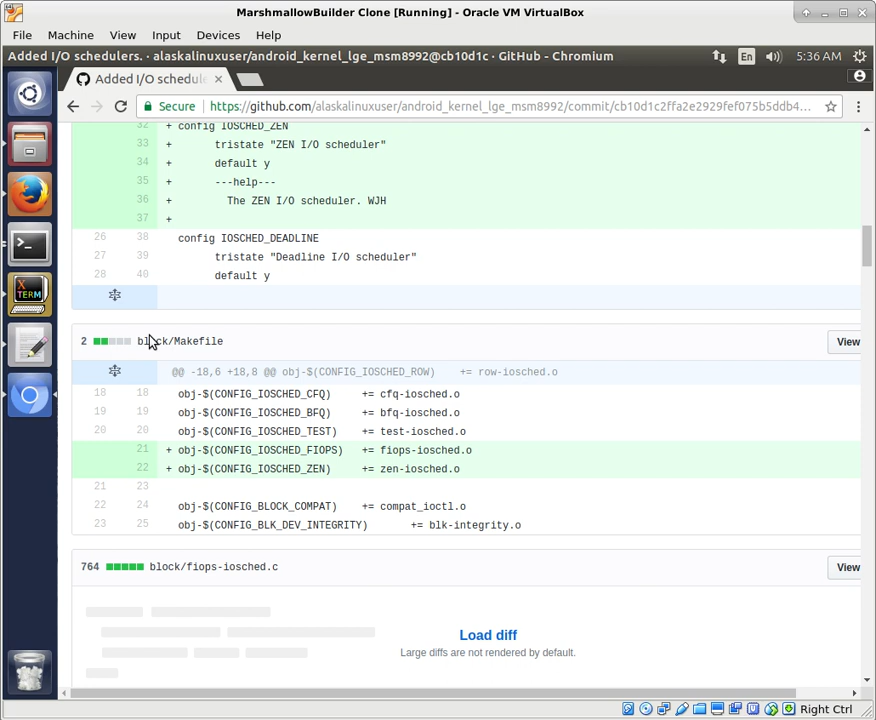 MarshmallowBuilder Clone [Running] - Oracle VM VirtualBox
File Machine View Input Devices Help
Added I/O schedulers. · alaskalinuxuser/android_kernel_lge_msm8992@cb10d1c · GitHub - Chromium En 5:36 AM
Added I/O schedule ×
Secure https://github.com/alaskalinuxuser/android_kernel_lge_msm8992/commit/cb10d1c2ffa2e2929fef075b5ddb4...
32 + config IOSCHED_ZEN
33 + tristate "ZEN I/O scheduler"
34 + default y
35 + ---help---
36 + The ZEN I/O scheduler. WJH
37 +
26 38 config IOSCHED_DEADLINE
27 39 tristate "Deadline I/O scheduler"
28 40 default y
2 block/Makefile View
@@ -18,6 +18,8 @@ obj-$(CONFIG_IOSCHED_ROW) += row-iosched.o
18 18 obj-$(CONFIG_IOSCHED_CFQ) += cfq-iosched.o
19 19 obj-$(CONFIG_IOSCHED_BFQ) += bfq-iosched.o
20 20 obj-$(CONFIG_IOSCHED_TEST) += test-iosched.o
21 + obj-$(CONFIG_IOSCHED_FIOPS) += fiops-iosched.o
22 + obj-$(CONFIG_IOSCHED_ZEN) += zen-iosched.o
21 23
22 24 obj-$(CONFIG_BLOCK_COMPAT) += compat_ioctl.o
23 25 obj-$(CONFIG_BLK_DEV_INTEGRITY) += blk-integrity.o
764 block/fiops-iosched.c View
Load diff
Large diffs are not rendered by default.
XTERM
Right Ctrl